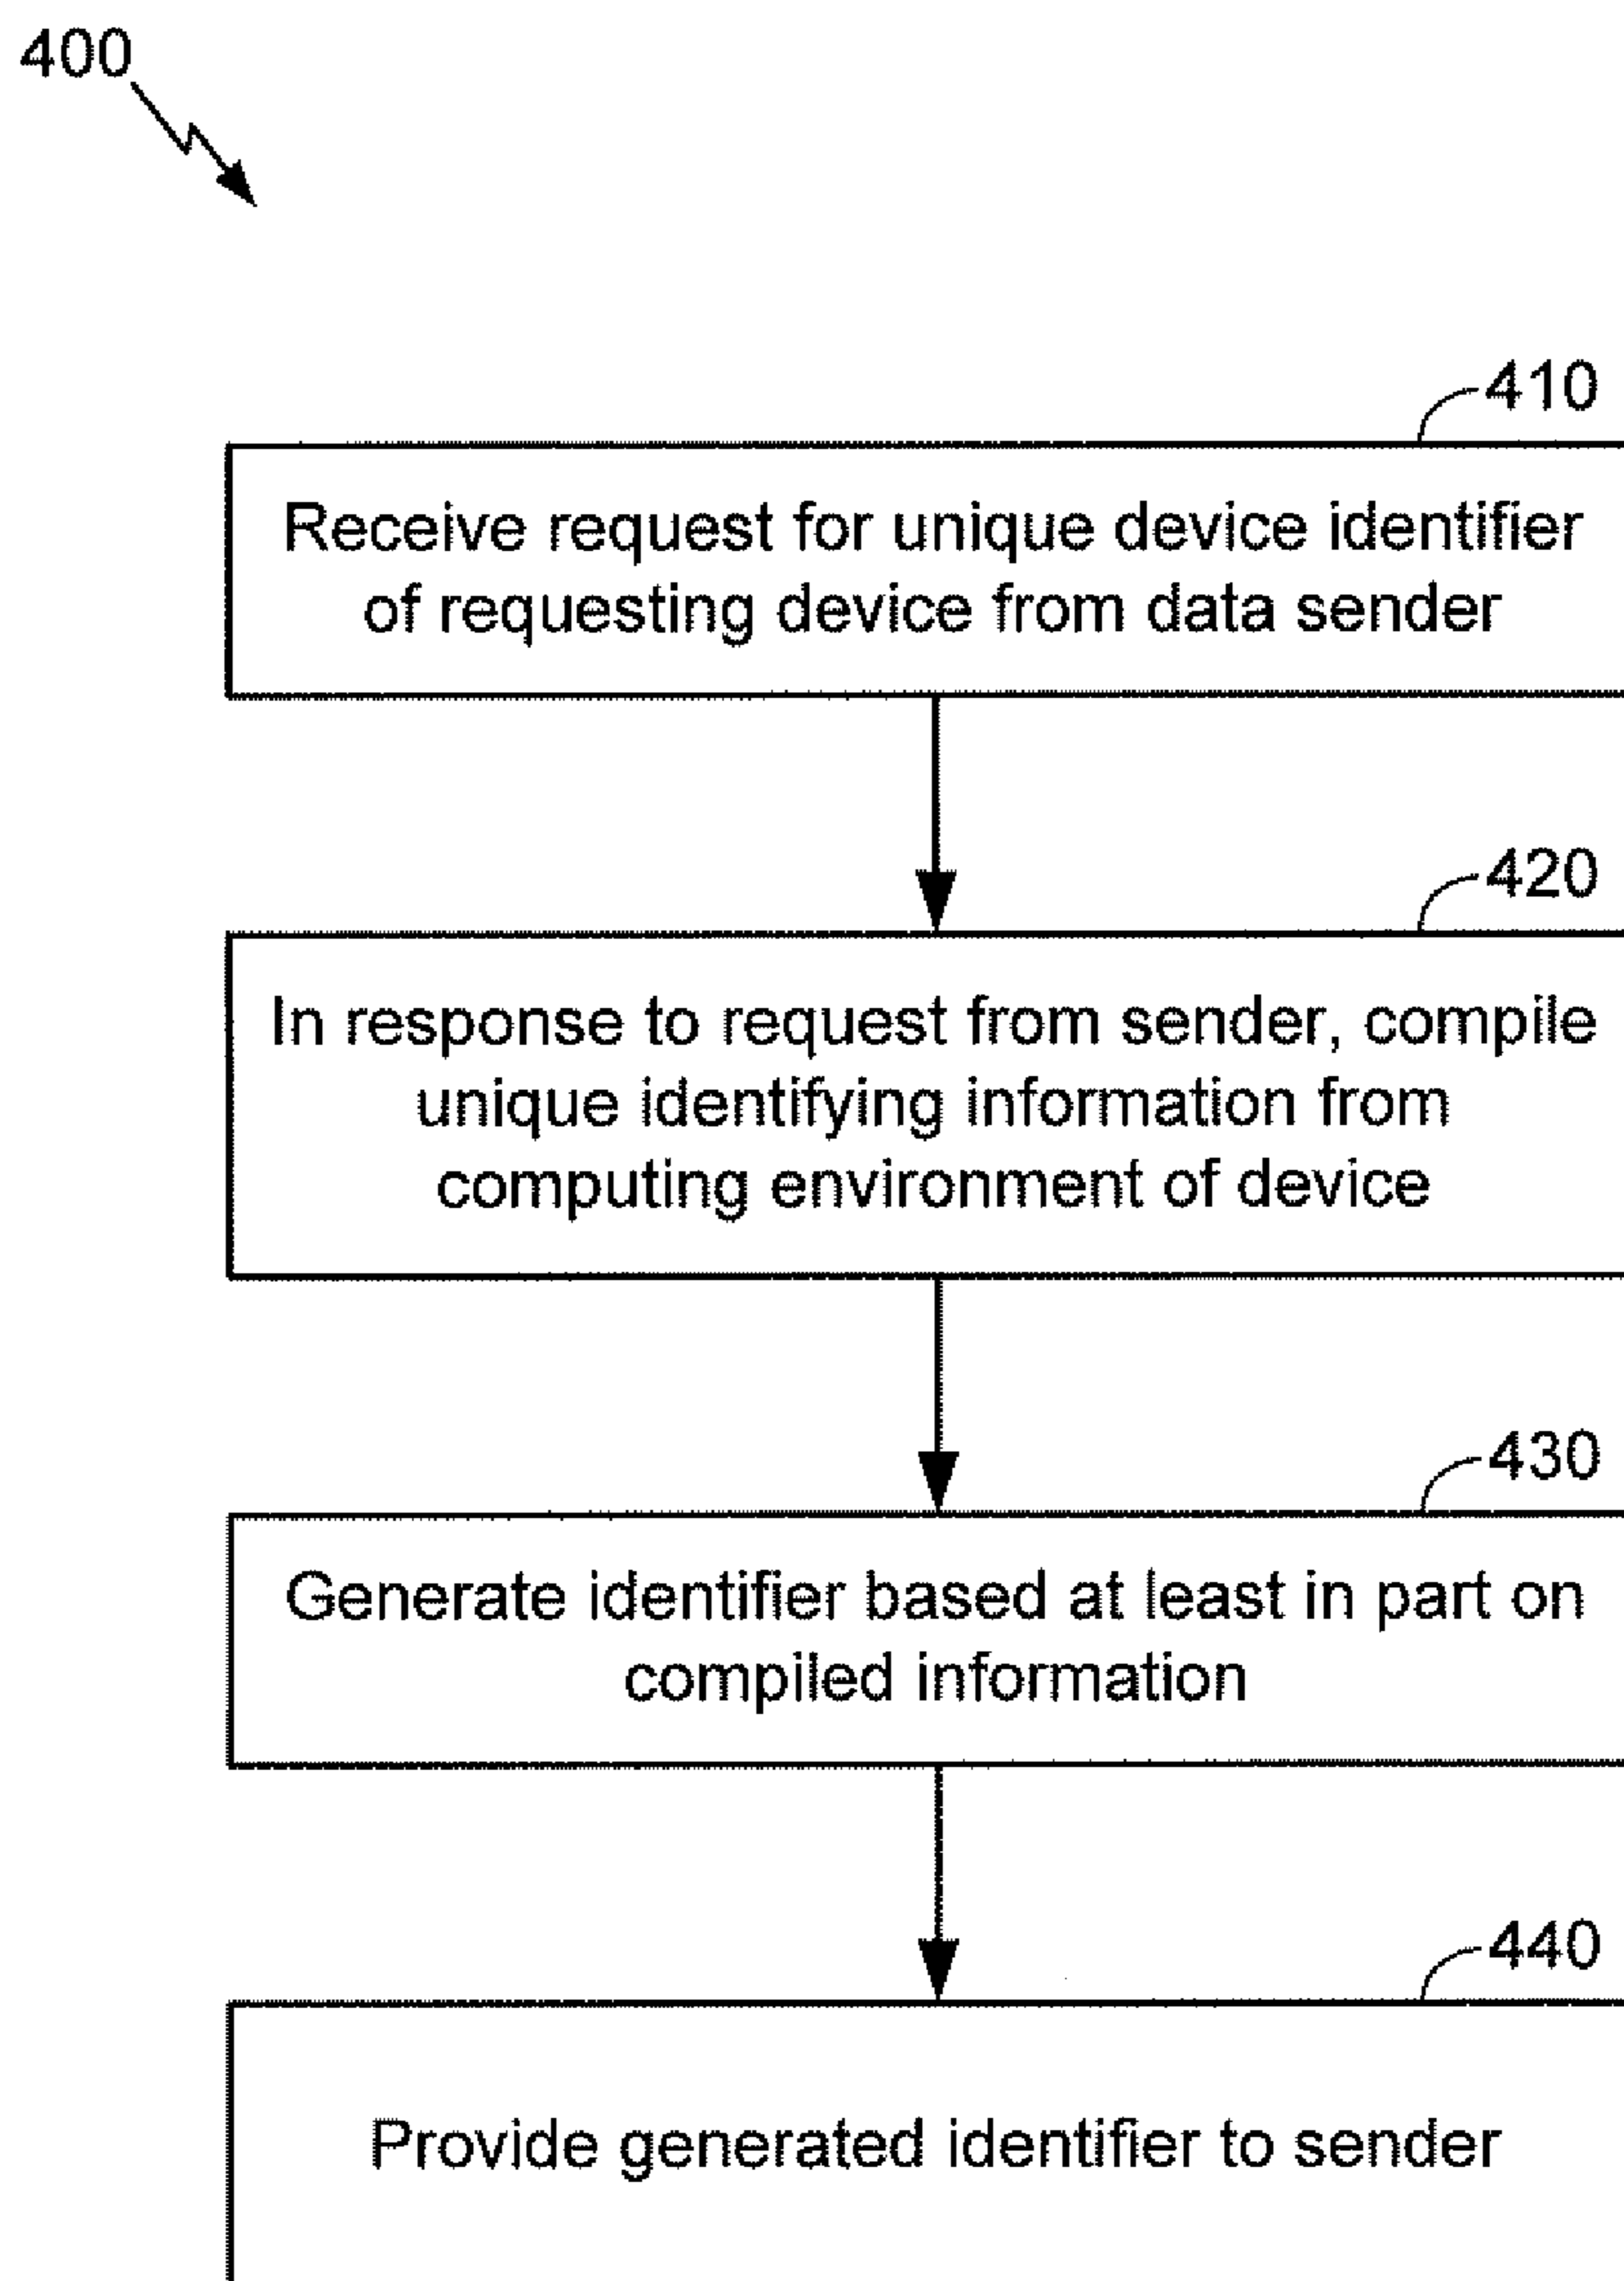 400
410
Receive request for unique device identifier
of requesting device from data sender
420
In response to request from sender, compile
unique identifying information from
computing environment of device
430
Generate identifier based at least in part on
compiled information
440
Provide generated identifier to sender